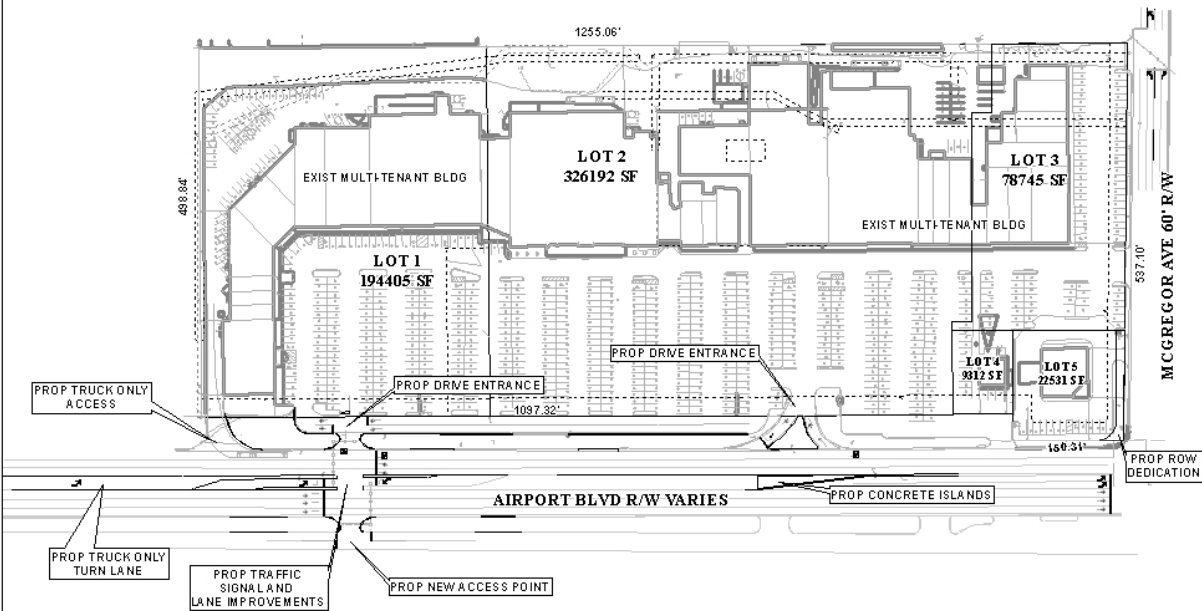 1255.06'
498.84'
EXIST MULTI-TENANT BLDG
LOT 2
326192 SF
LOT 3
78745 SF
EXIST MULTI-TENANT BLDG
MCGREGOR AVE 60' R/W
537.10'
LOT 1
194405 SF
PROP DRIVE ENTRANCE
LOT 4
9312 SF
LOT 5
22531 SF
PROP TRUCK ONLY
ACCESS
PROP DRIVE ENTRANCE
1097.32'
150.31'
PROP ROW
DEDICATION
AIRPORT BLVD R/W VARIES
PROP CONCRETE ISLANDS
PROP TRUCK ONLY
TURN LANE
PROP TRAFFIC
SIGNAL AND
LANE IMPROVEMENTS
PROP NEW ACCESS POINT